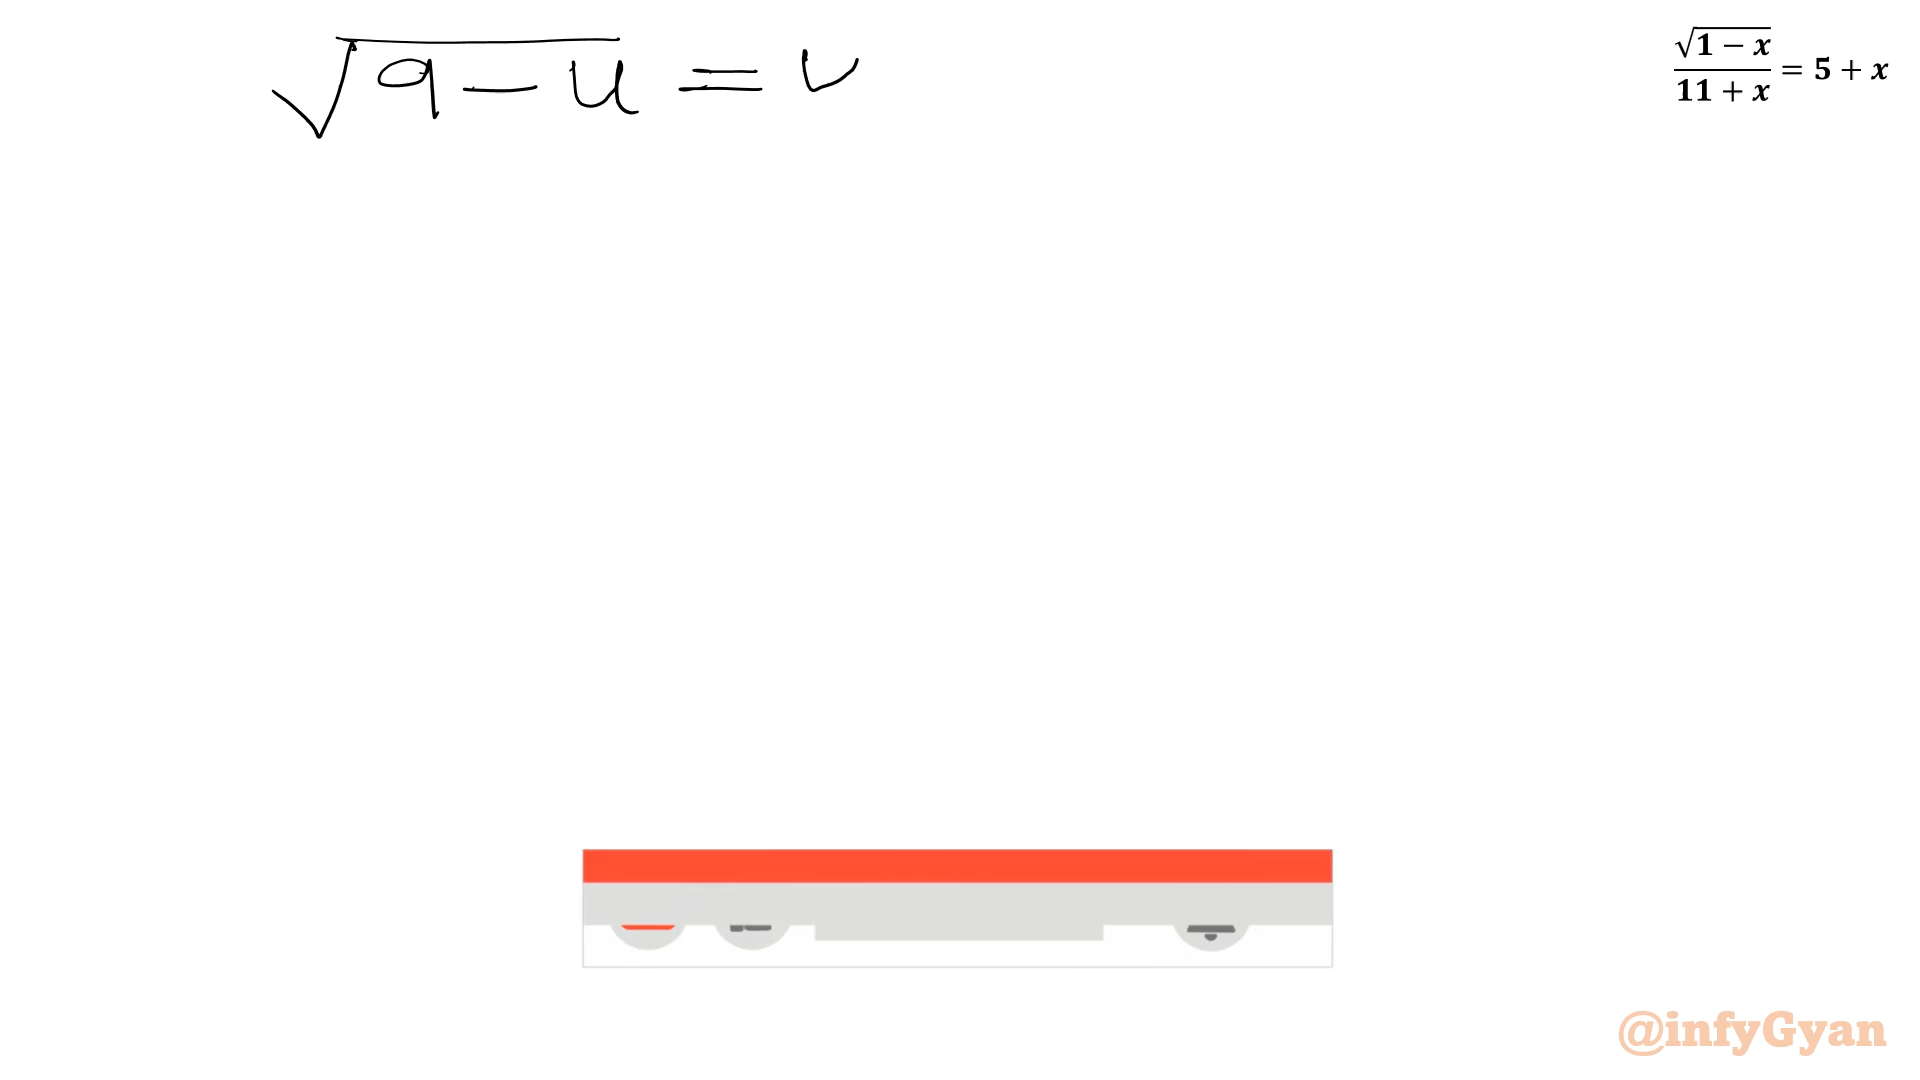 √(9 − u) = v
√(1 − x) / (11 + x) = 5 + x
@infyGyan